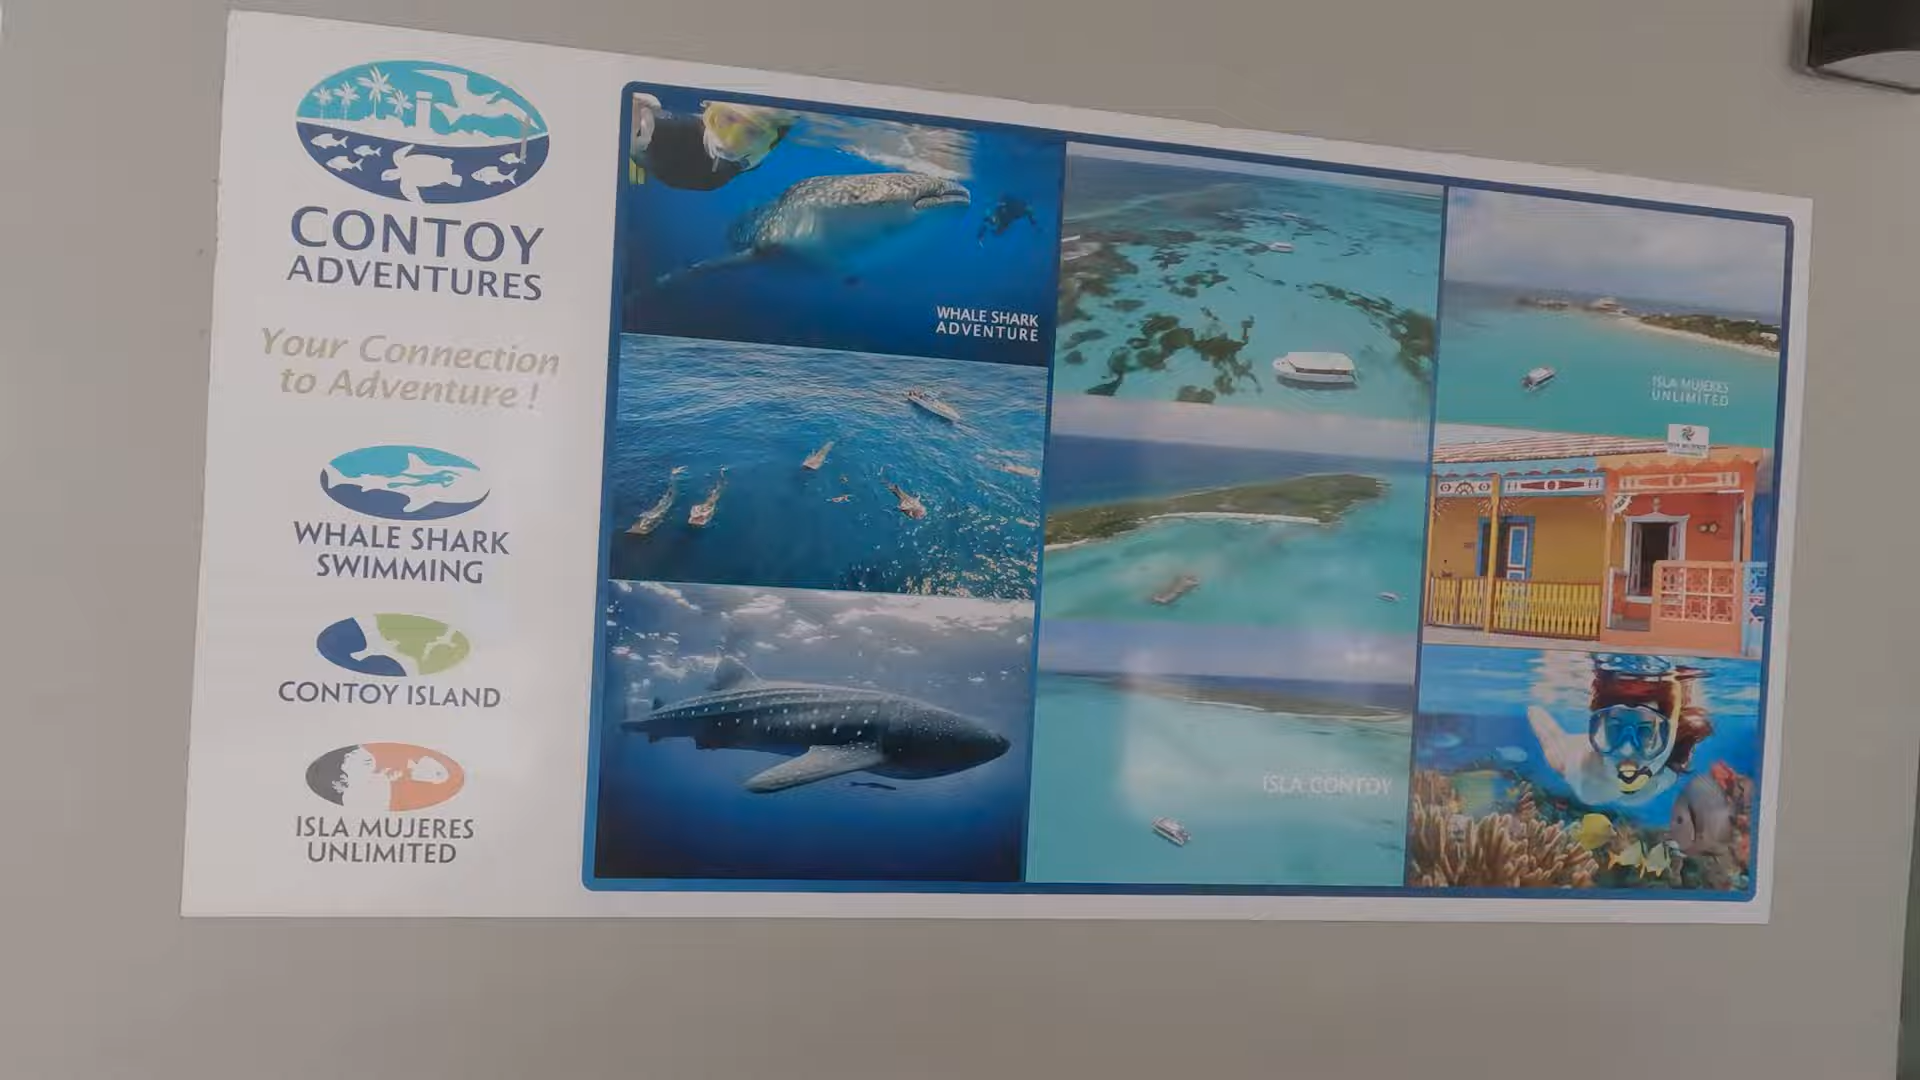 CONTOY
ADVENTURES
Your Connection
to Adventure !
WHALE SHARK
SWIMMING
CONTOY ISLAND
ISLA MUJERES
UNLIMITED
WHALE SHARK
ADVENTURE
ISLA CONTOY
ISLA MUJERES
UNLIMITED